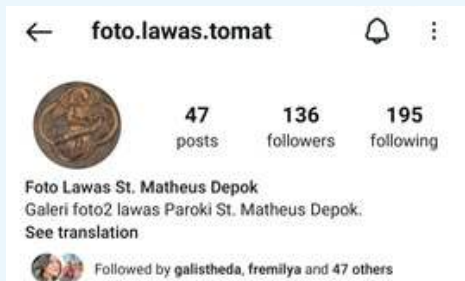 foto.lawas.tomat
47 136 195
posts followers following
Foto Lawas St. Matheus Depok
Galeri foto2 lawas Paroki St. Matheus Depok.
See translation
Followed by galistheda, fremilya and 47 others